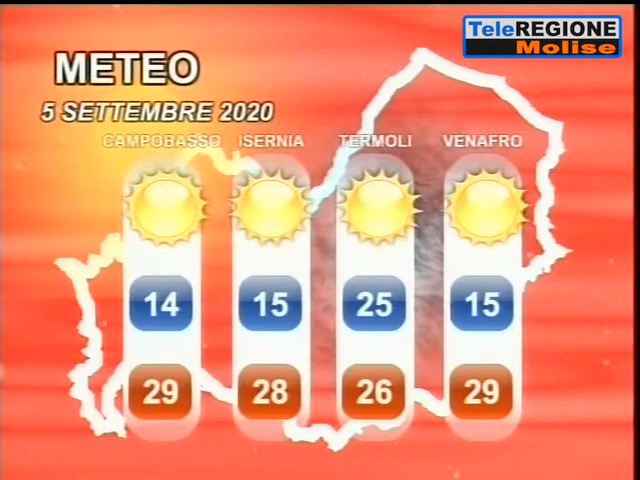 TeleREGIONE
Molise
METEO
5 SETTEMBRE 2020
CAMPOBASSO ISERNIA TERMOLI VENAFRO
14 15 25 15
29 28 26 29